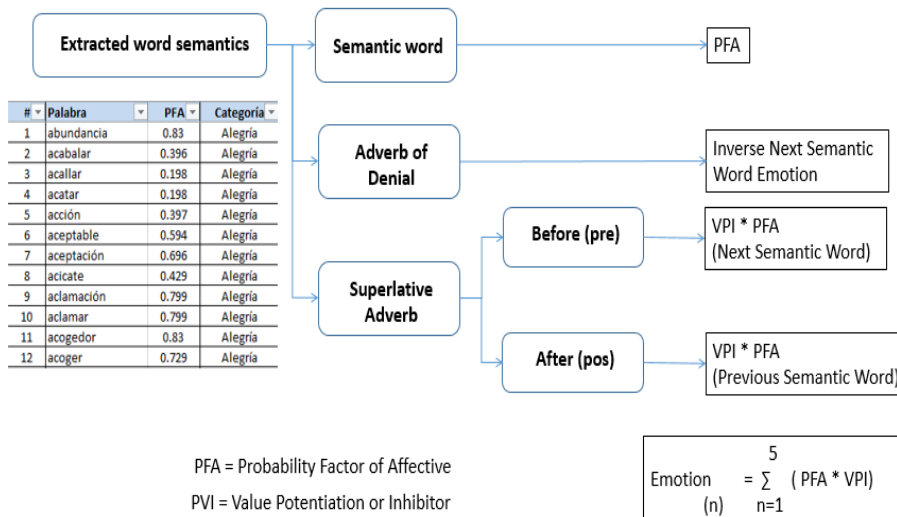 Extracted word semantics
Semantic word
PFA
# Palabra PFA Categoría
1 abundancia 0.83 Alegría
2 acabalar 0.396 Alegría
3 acallar 0.198 Alegría
4 acatar 0.198 Alegría
5 acción 0.397 Alegría
6 aceptable 0.594 Alegría
7 aceptación 0.696 Alegría
8 acicate 0.429 Alegría
9 aclamación 0.799 Alegría
10 aclamar 0.799 Alegría
11 acogedor 0.83 Alegría
12 acoger 0.729 Alegría
Adverb of
Denial
Inverse Next Semantic
Word Emotion
Superlative
Adverb
Before (pre)
VPI * PFA
(Next Semantic Word)
After (pos)
VPI * PFA
(Previous Semantic Word)
PFA = Probability Factor of Affective
PVI = Value Potentiation or Inhibitor
5
Emotion = ∑ ( PFA * VPI)
(n) n=1